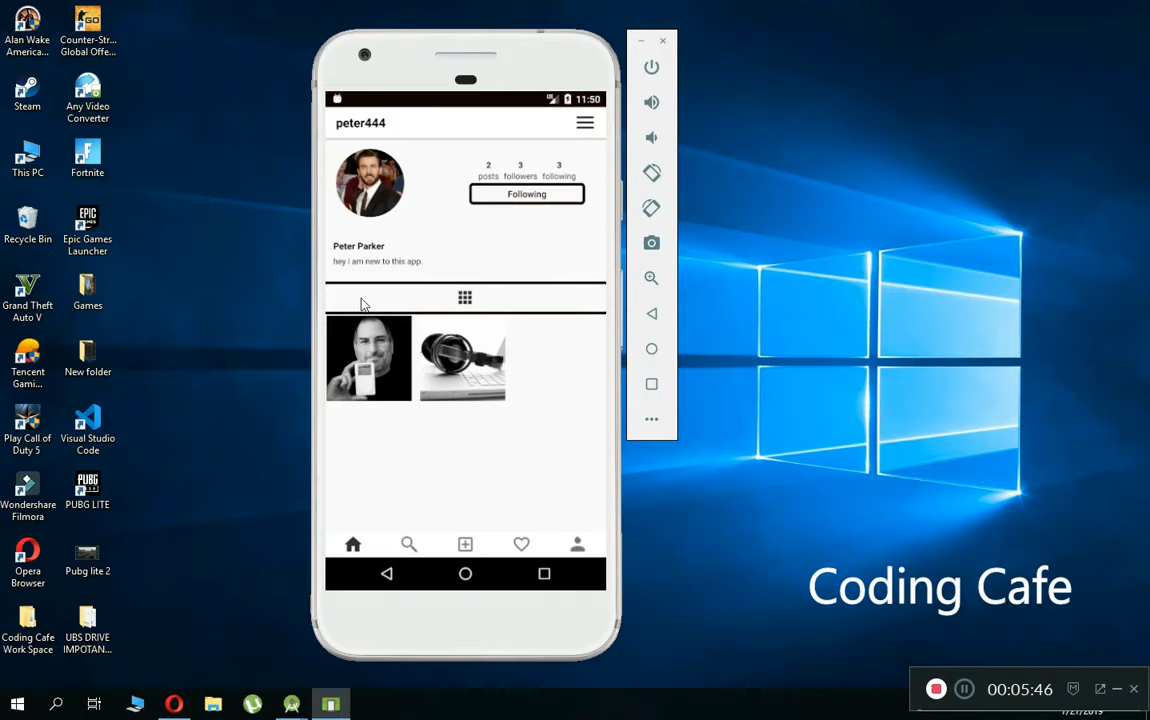 Alan Wake
America...
Counter-Str...
Global Offe...
Steam
Any Video
Converter
This PC
Fortnite
Recycle Bin
EPIC
GAMES
Epic Games
Launcher
Grand Theft
Auto V
Games
Tencent
Gami...
New folder
Play Call of
Duty 5
Visual Studio
Code
Wondershare
Filmora
PUBG
PUBG LITE
Opera
Browser
Pubg lite 2
Coding Cafe
Work Space
UBS DRIVE
IMPOTAN...
11:50
peter444
2 3 3
posts followers following
Following
Peter Parker
hey i am new to this app.
Coding Cafe
00:05:46